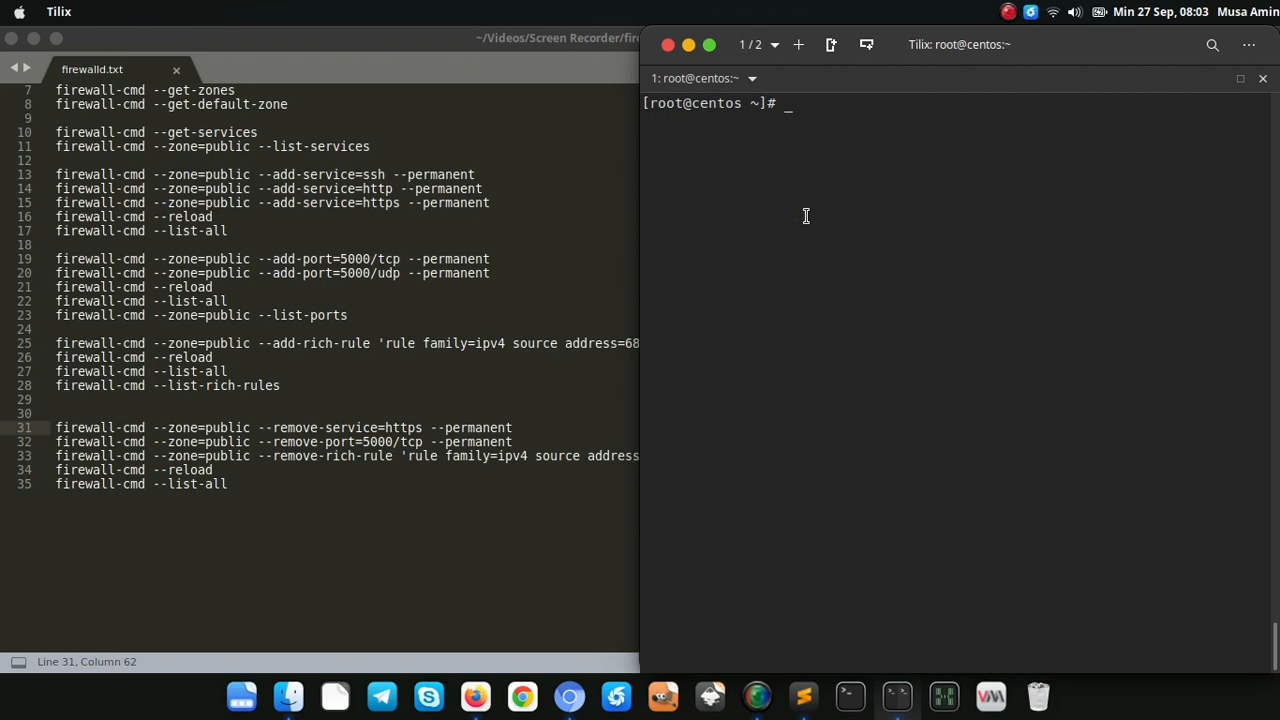 Tilix
Min 27 Sep, 08:03 Musa Amin
~/Videos/Screen Recorder/fire
firewalld.txt
7 firewall-cmd --get-zones
8 firewall-cmd --get-default-zone
9
10 firewall-cmd --get-services
11 firewall-cmd --zone=public --list-services
12
13 firewall-cmd --zone=public --add-service=ssh --permanent
14 firewall-cmd --zone=public --add-service=http --permanent
15 firewall-cmd --zone=public --add-service=https --permanent
16 firewall-cmd --reload
17 firewall-cmd --list-all
18
19 firewall-cmd --zone=public --add-port=5000/tcp --permanent
20 firewall-cmd --zone=public --add-port=5000/udp --permanent
21 firewall-cmd --reload
22 firewall-cmd --list-all
23 firewall-cmd --zone=public --list-ports
24
25 firewall-cmd --zone=public --add-rich-rule 'rule family=ipv4 source address=68
26 firewall-cmd --reload
27 firewall-cmd --list-all
28 firewall-cmd --list-rich-rules
29
30
31 firewall-cmd --zone=public --remove-service=https --permanent
32 firewall-cmd --zone=public --remove-port=5000/tcp --permanent
33 firewall-cmd --zone=public --remove-rich-rule 'rule family=ipv4 source address
34 firewall-cmd --reload
35 firewall-cmd --list-all
Line 31, Column 62
1 / 2
Tilix: root@centos:~
1: root@centos:~
[root@centos ~]# _
VIM